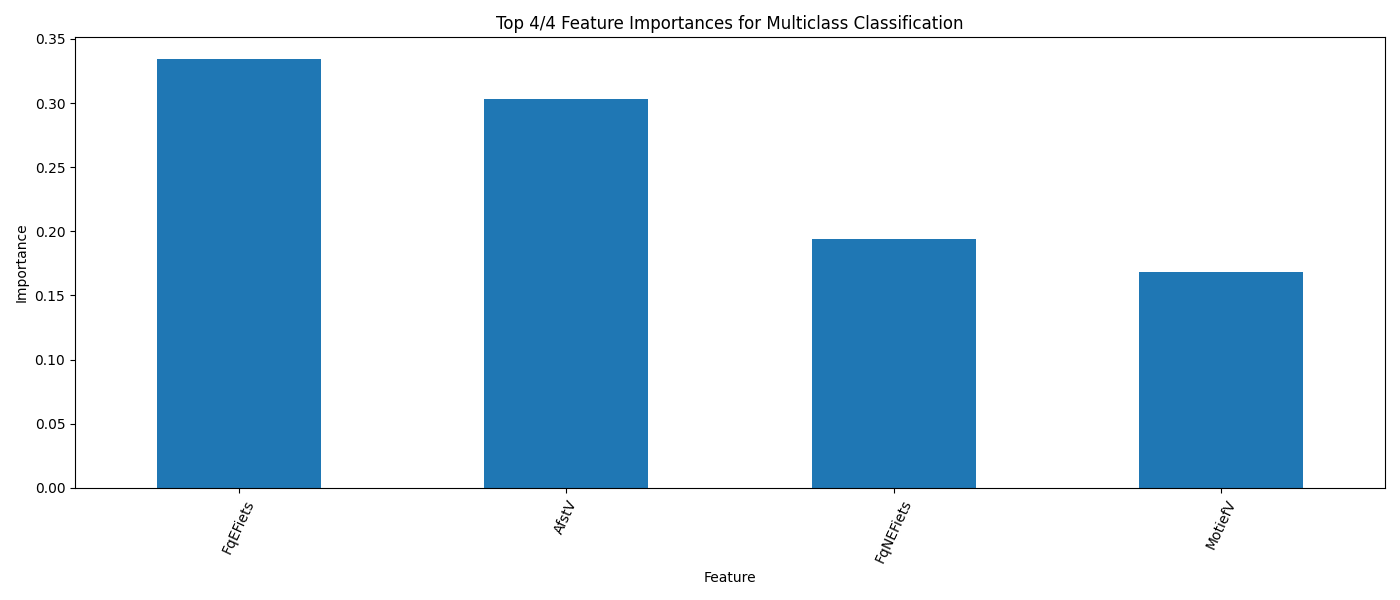 Top 4/4 Feature Importances for Multiclass Classification
0.35
0.30
0.25
0.20
0.15
0.10
0.05
0.00
Importance
FqEFiets
AfstV
FqNEFiets
MotiefV
Feature